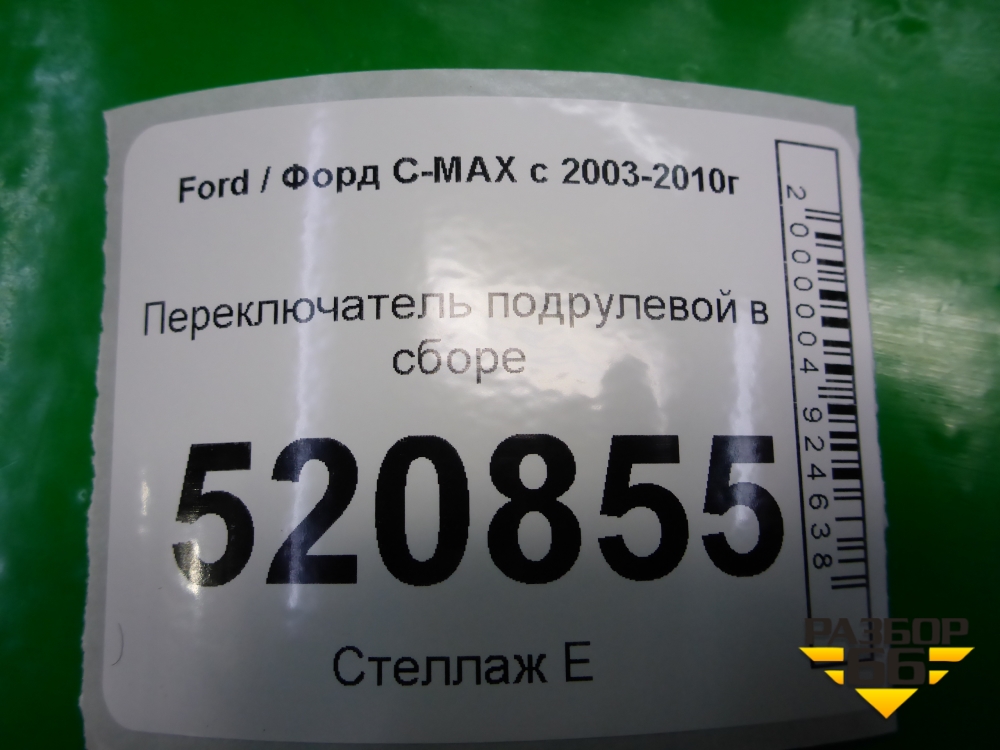 Ford / Форд C-MAX с 2003-2010г
Переключатель подрулевой в
сборе
520855
Стеллаж Е
2000004924638
РАЗБОР
66